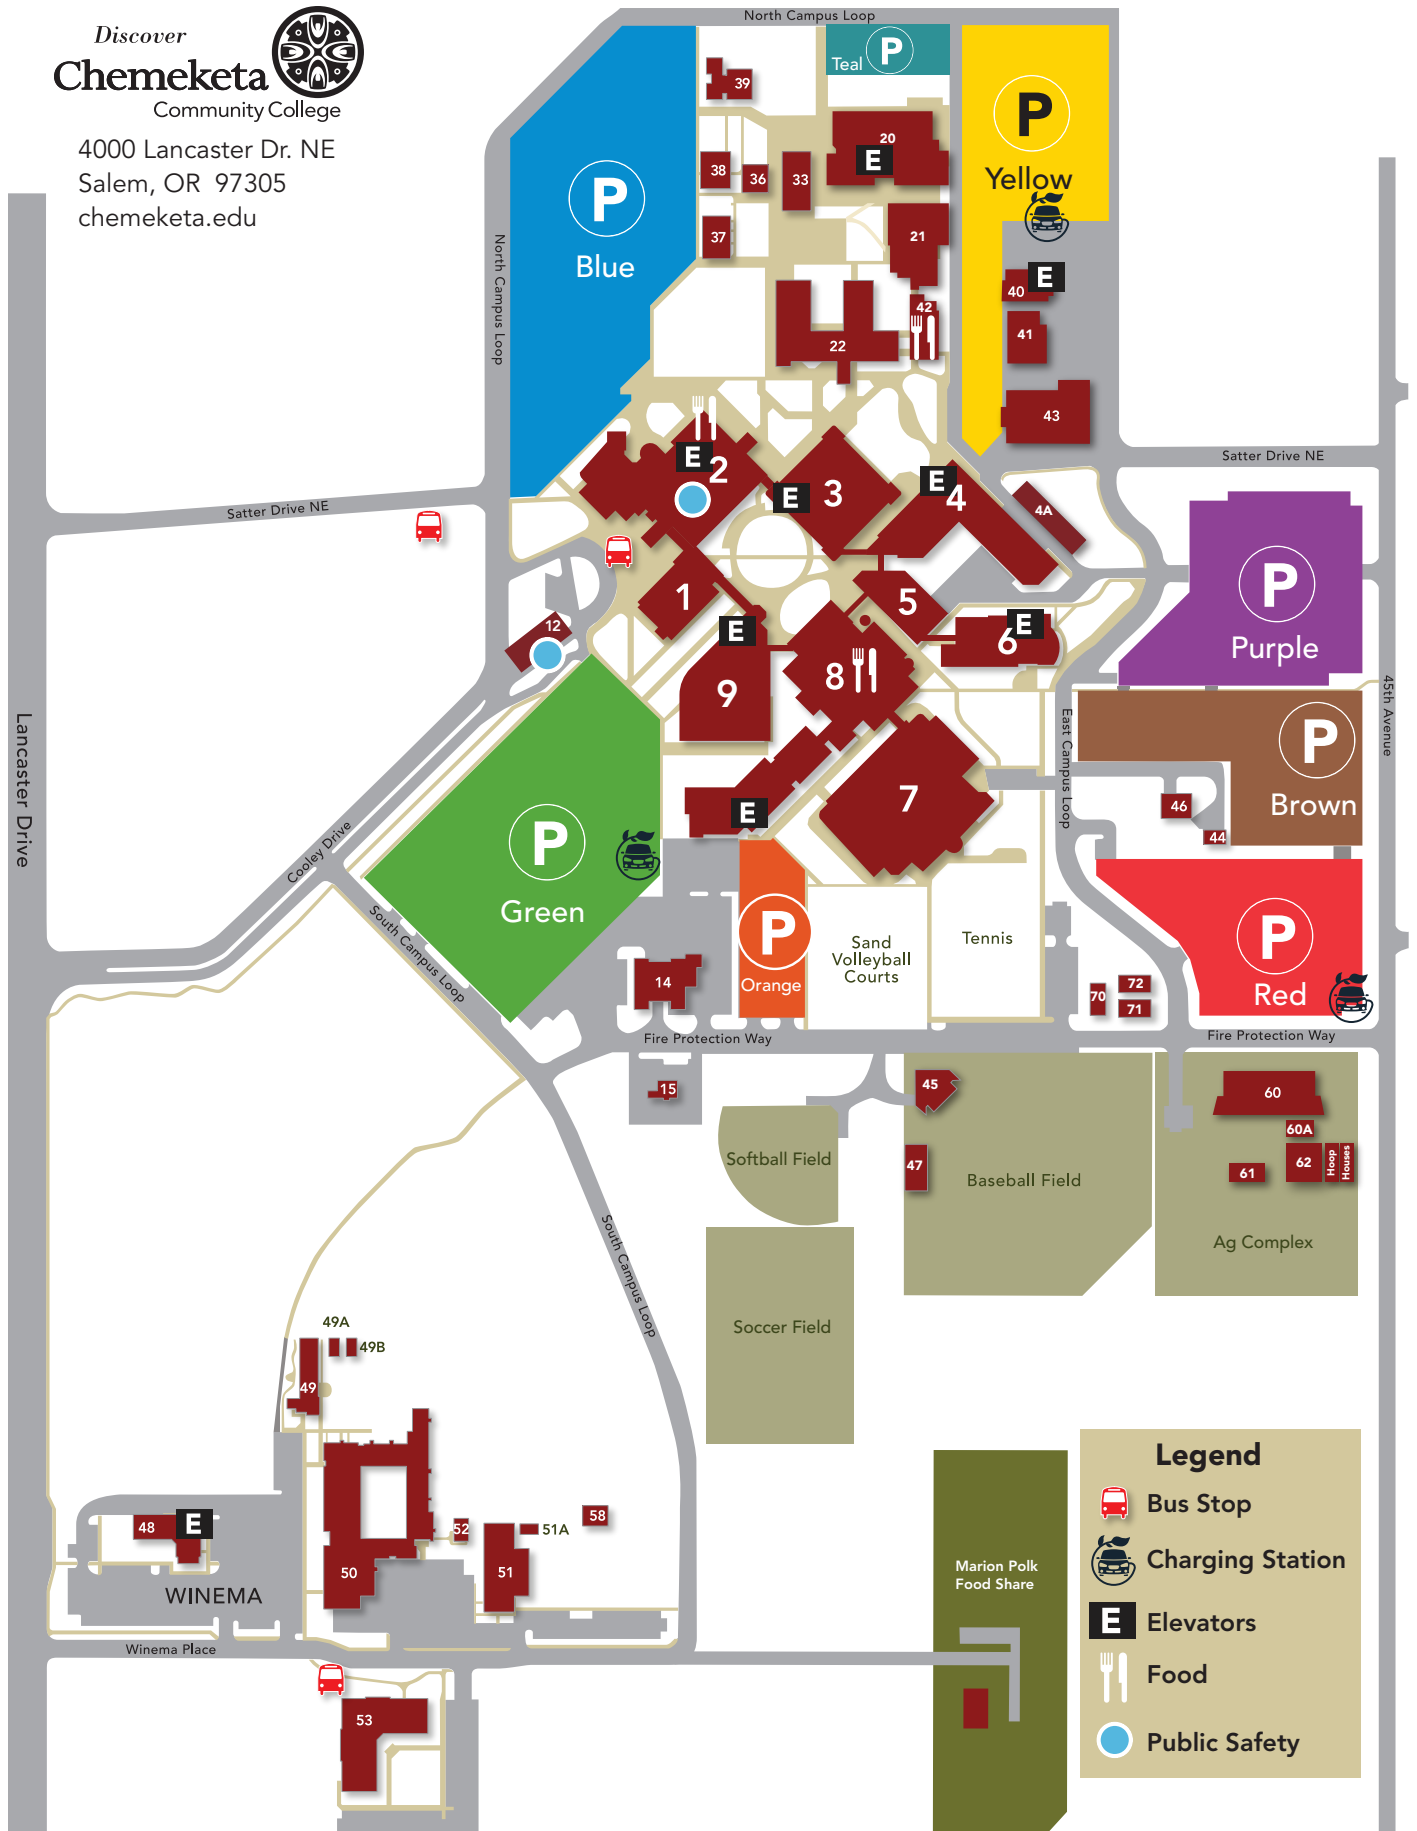 Discover
Chemeketa
Community College
4000 Lancaster Dr. NE
Salem, OR 97305
chemeketa.edu
North Campus Loop
P
Teal
P
Yellow
P
Blue
North Campus Loop
39
20
E
38
36
33
37
21
40
E
42
41
22
43
Satter Drive NE
Satter Drive NE
E
2
E
3
E
4
4A
1
5
E
6
12
E
9
8
P
Purple
45th Avenue
Lancaster Drive
East Campus Loop
P
Brown
7
46
44
E
Cooley Drive
P
Green
South Campus Loop
P
Orange
Sand
Volleyball
Courts
Tennis
P
Red
14
70
72
71
Fire Protection Way
Fire Protection Way
15
45
60
60A
47
61
62
Hoop
Houses
Softball Field
Baseball Field
Ag Complex
South Campus Loop
Soccer Field
49A
49B
49
48
E
WINEMA
50
52
51A
51
58
Winema Place
53
Marion Polk
Food Share
Legend
Bus Stop
Charging Station
E
Elevators
Food
Public Safety